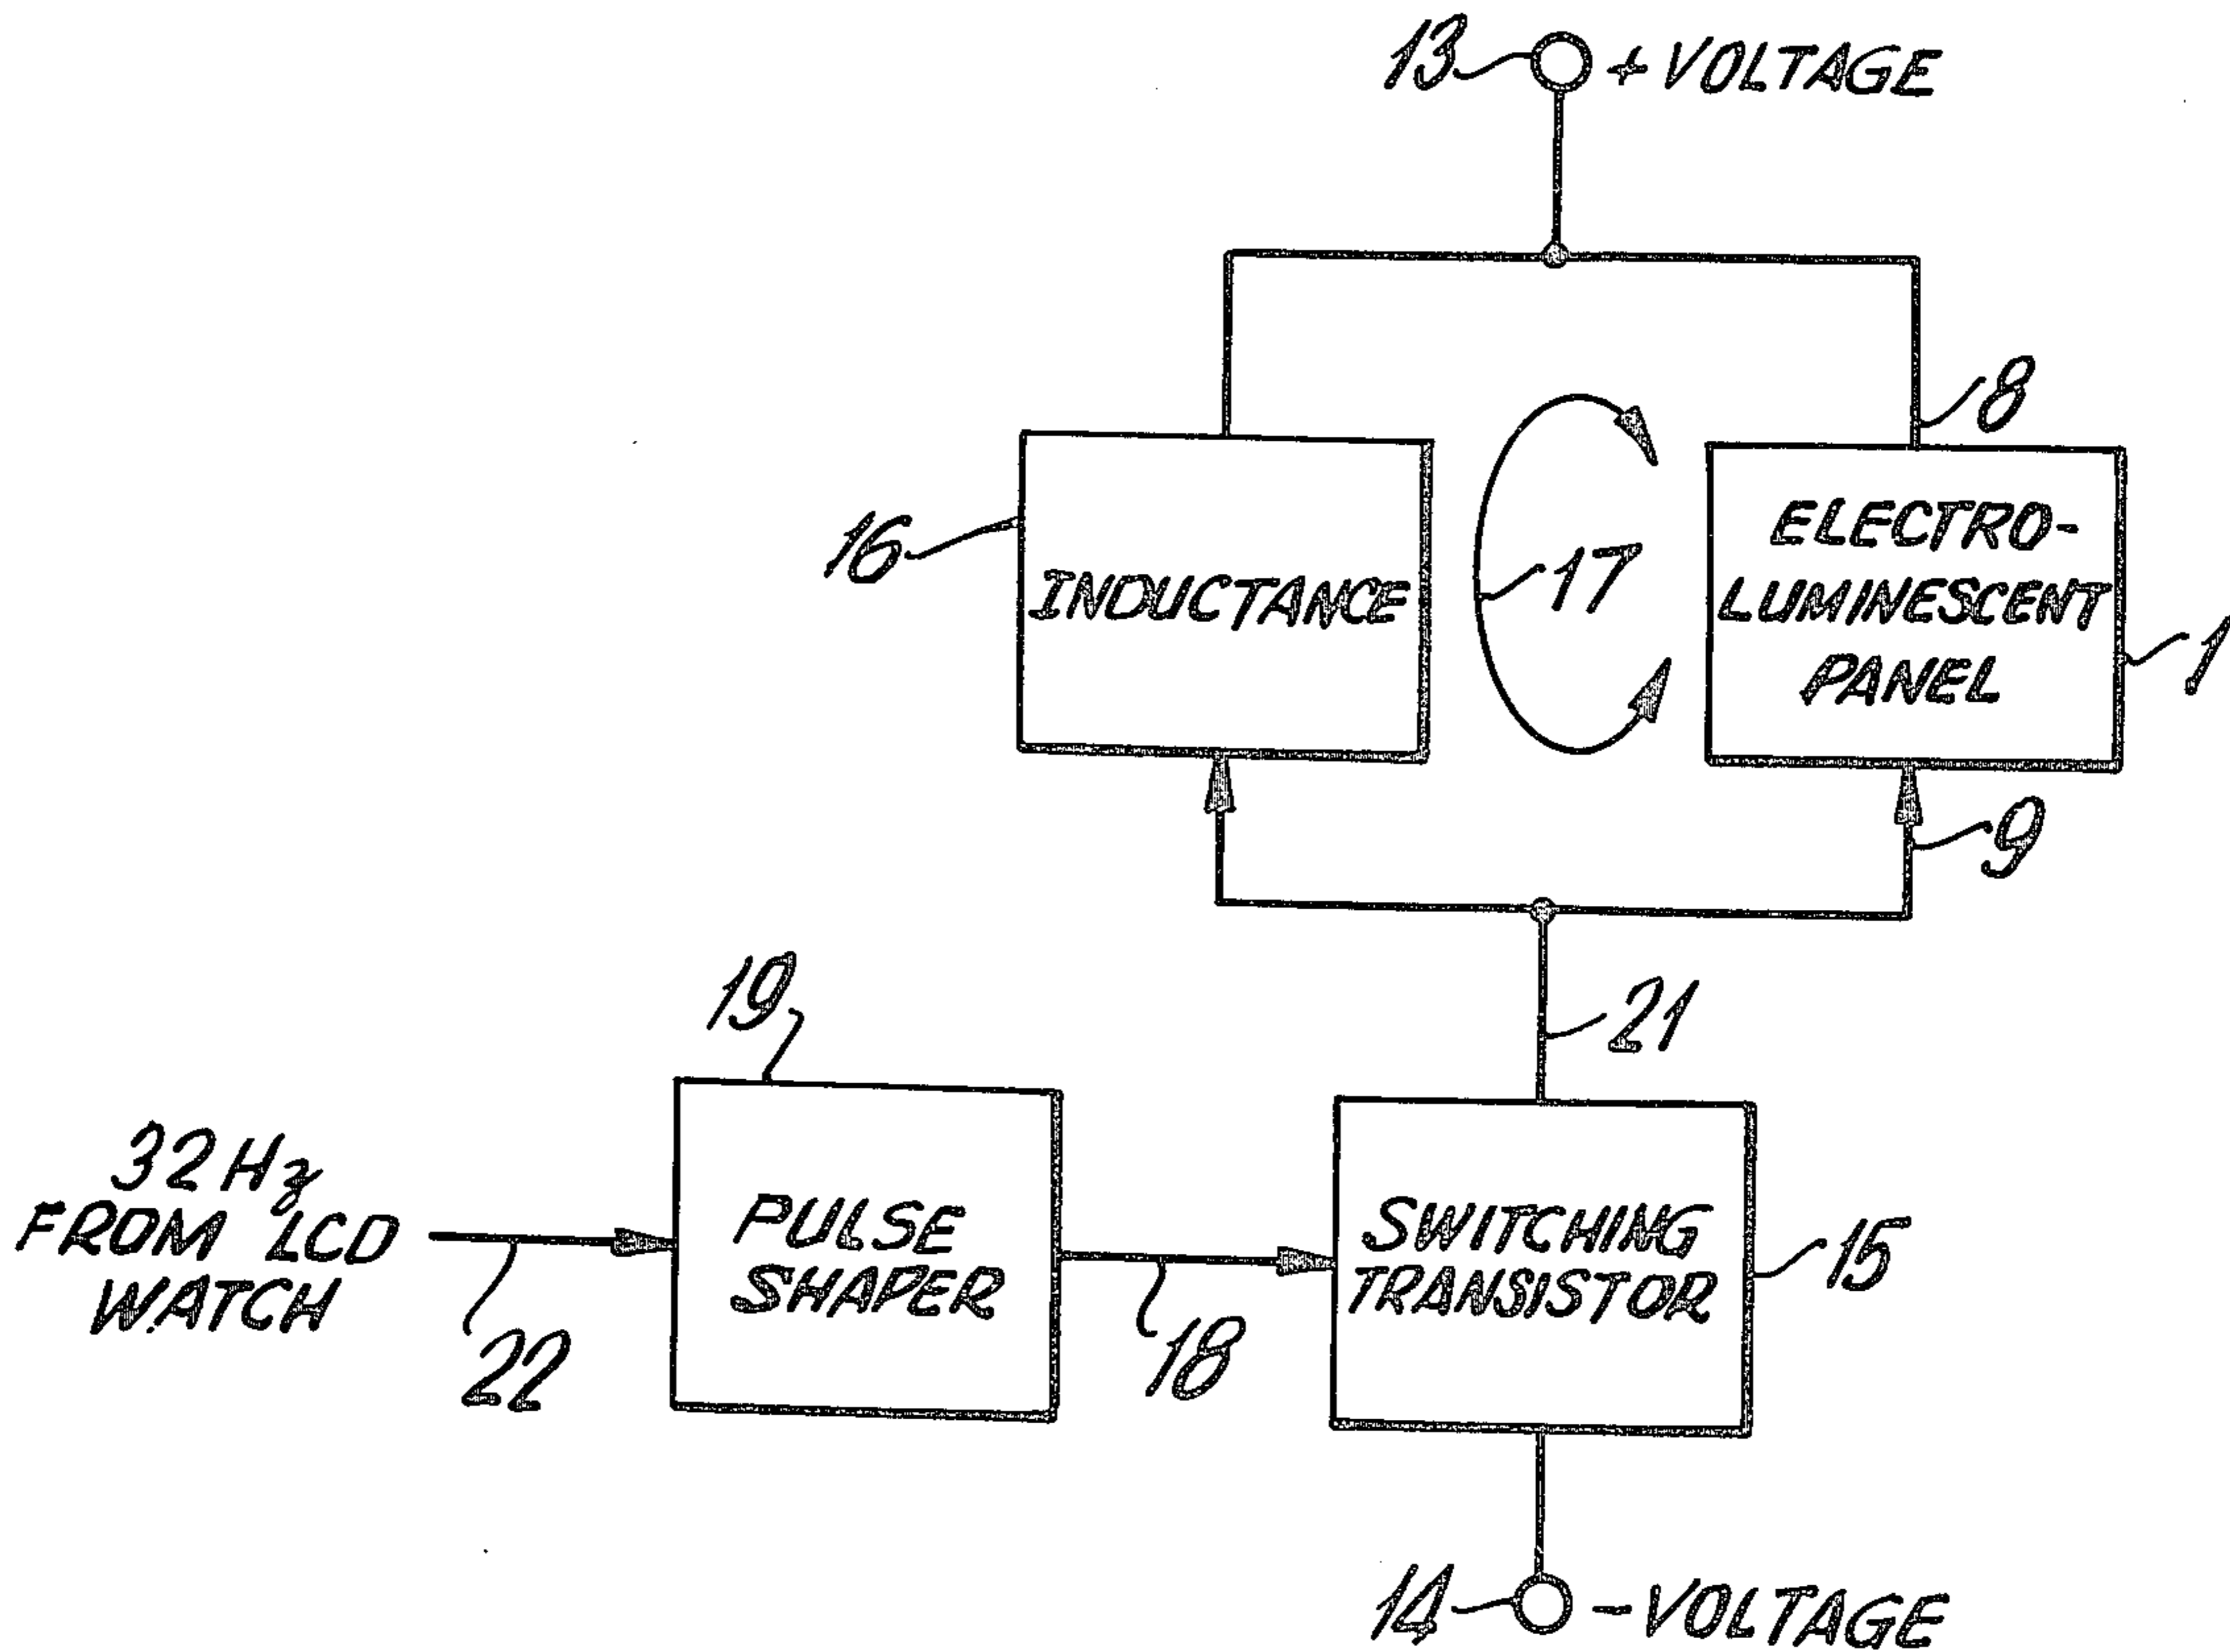 13
+ VOLTAGE
8
16
INDUCTANCE
17
ELECTRO-
LUMINESCENT
PANEL
1
9
19
21
32 Hz
FROM LCD
WATCH
22
PULSE
SHAPER
18
SWITCHING
TRANSISTOR
15
14
- VOLTAGE